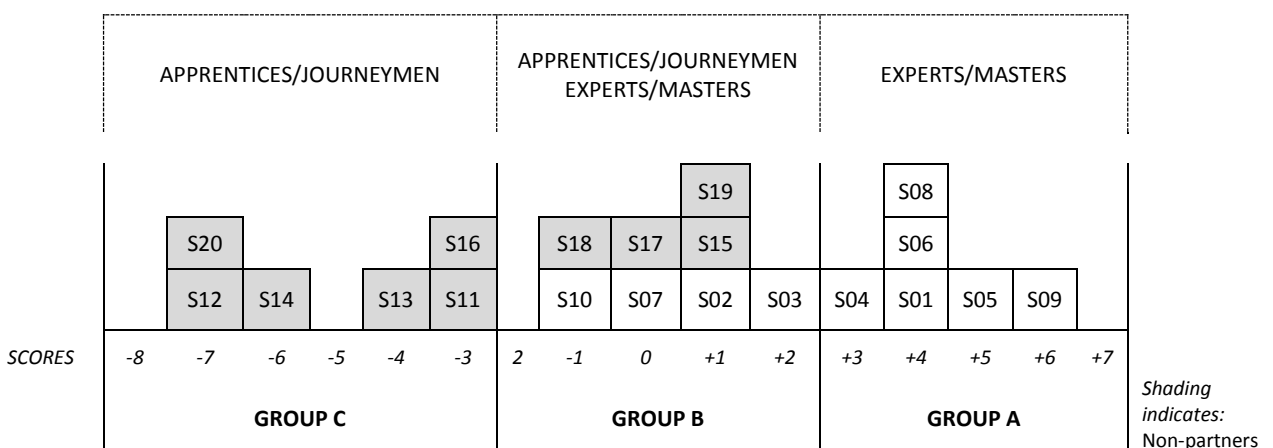 APPRENTICES/JOURNEYMEN
APPRENTICES/JOURNEYMEN
EXPERTS/MASTERS
EXPERTS/MASTERS
S19 S08
S20 S16 S18 S17 S15 S06
S12 S14 S13 S11 S10 S07 S02 S03 S04 S01 S05 S09
SCORES -8 -7 -6 -5 -4 -3 2 -1 0 +1 +2 +3 +4 +5 +6 +7
GROUP C GROUP B GROUP A
Shading
indicates:
Non-partners